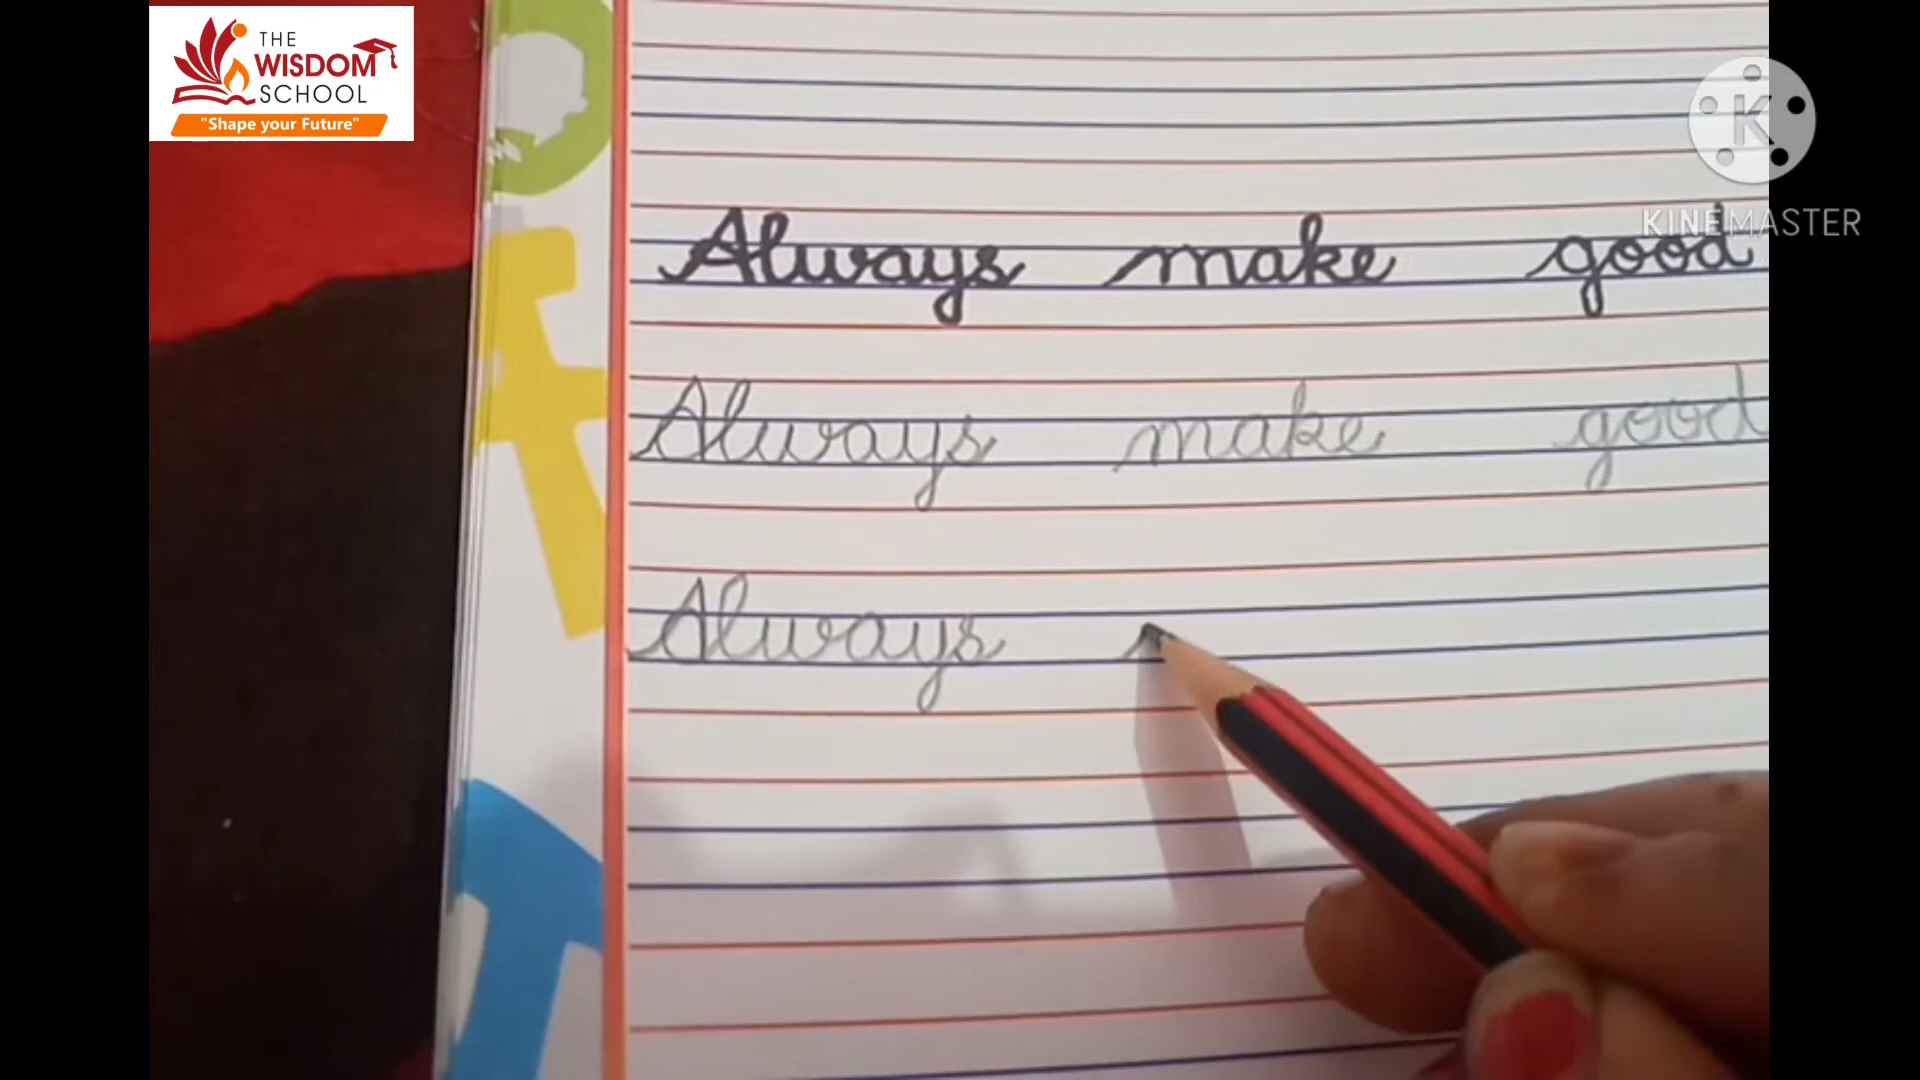 THE
WISDOM
SCHOOL
"Shape your Future"
K
KINEMASTER
Always make good
Always make good
Always